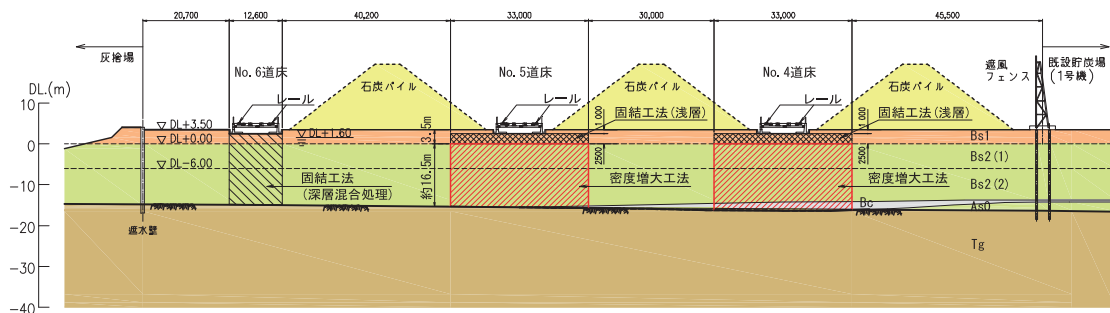 20,700
12,600
40,200
33,000
30,000
33,000
45,500
灰捨場
No.6道床
石炭パイル
No.5道床
石炭パイル
No.4道床
石炭パイル
遮風
フェンス
既設貯炭場
(1号機)
DL.(m)
レール
レール
レール
固結工法(浅層)
固結工法(浅層)
10
0
-10
-20
-30
-40
DL+3.50
DL+0.00
DL-6.00
DL+1.60
3.5m
約16.5m
1000
2500
1000
2500
固結工法
(深層混合処理)
密度増大工法
密度増大工法
Bs1
Bs2(1)
Bs2(2)
Bc
As0
Tg
遮水壁